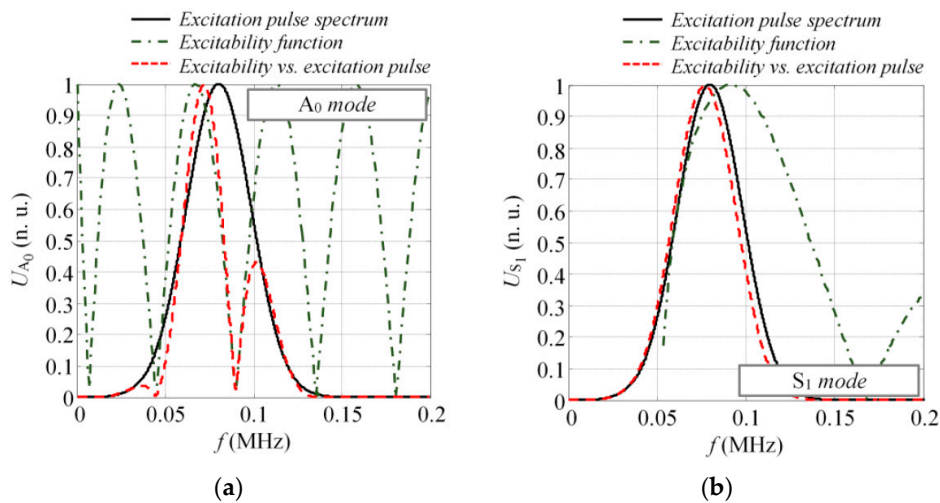 Excitation pulse spectrum
Excitability function
Excitability vs. excitation pulse
A0 mode
1
0.9
0.8
0.7
0.6
0.5
0.4
0.3
0.2
0.1
0
UA0 (n. u.)
0 0.05 0.1 0.15 0.2
f (MHz)
(a)
Excitation pulse spectrum
Excitability function
Excitability vs. excitation pulse
1
0.9
0.8
0.7
0.6
0.5
0.4
0.3
0.2
0.1
0
US1 (n. u.)
S1 mode
0 0.05 0.1 0.15 0.2
f (MHz)
(b)